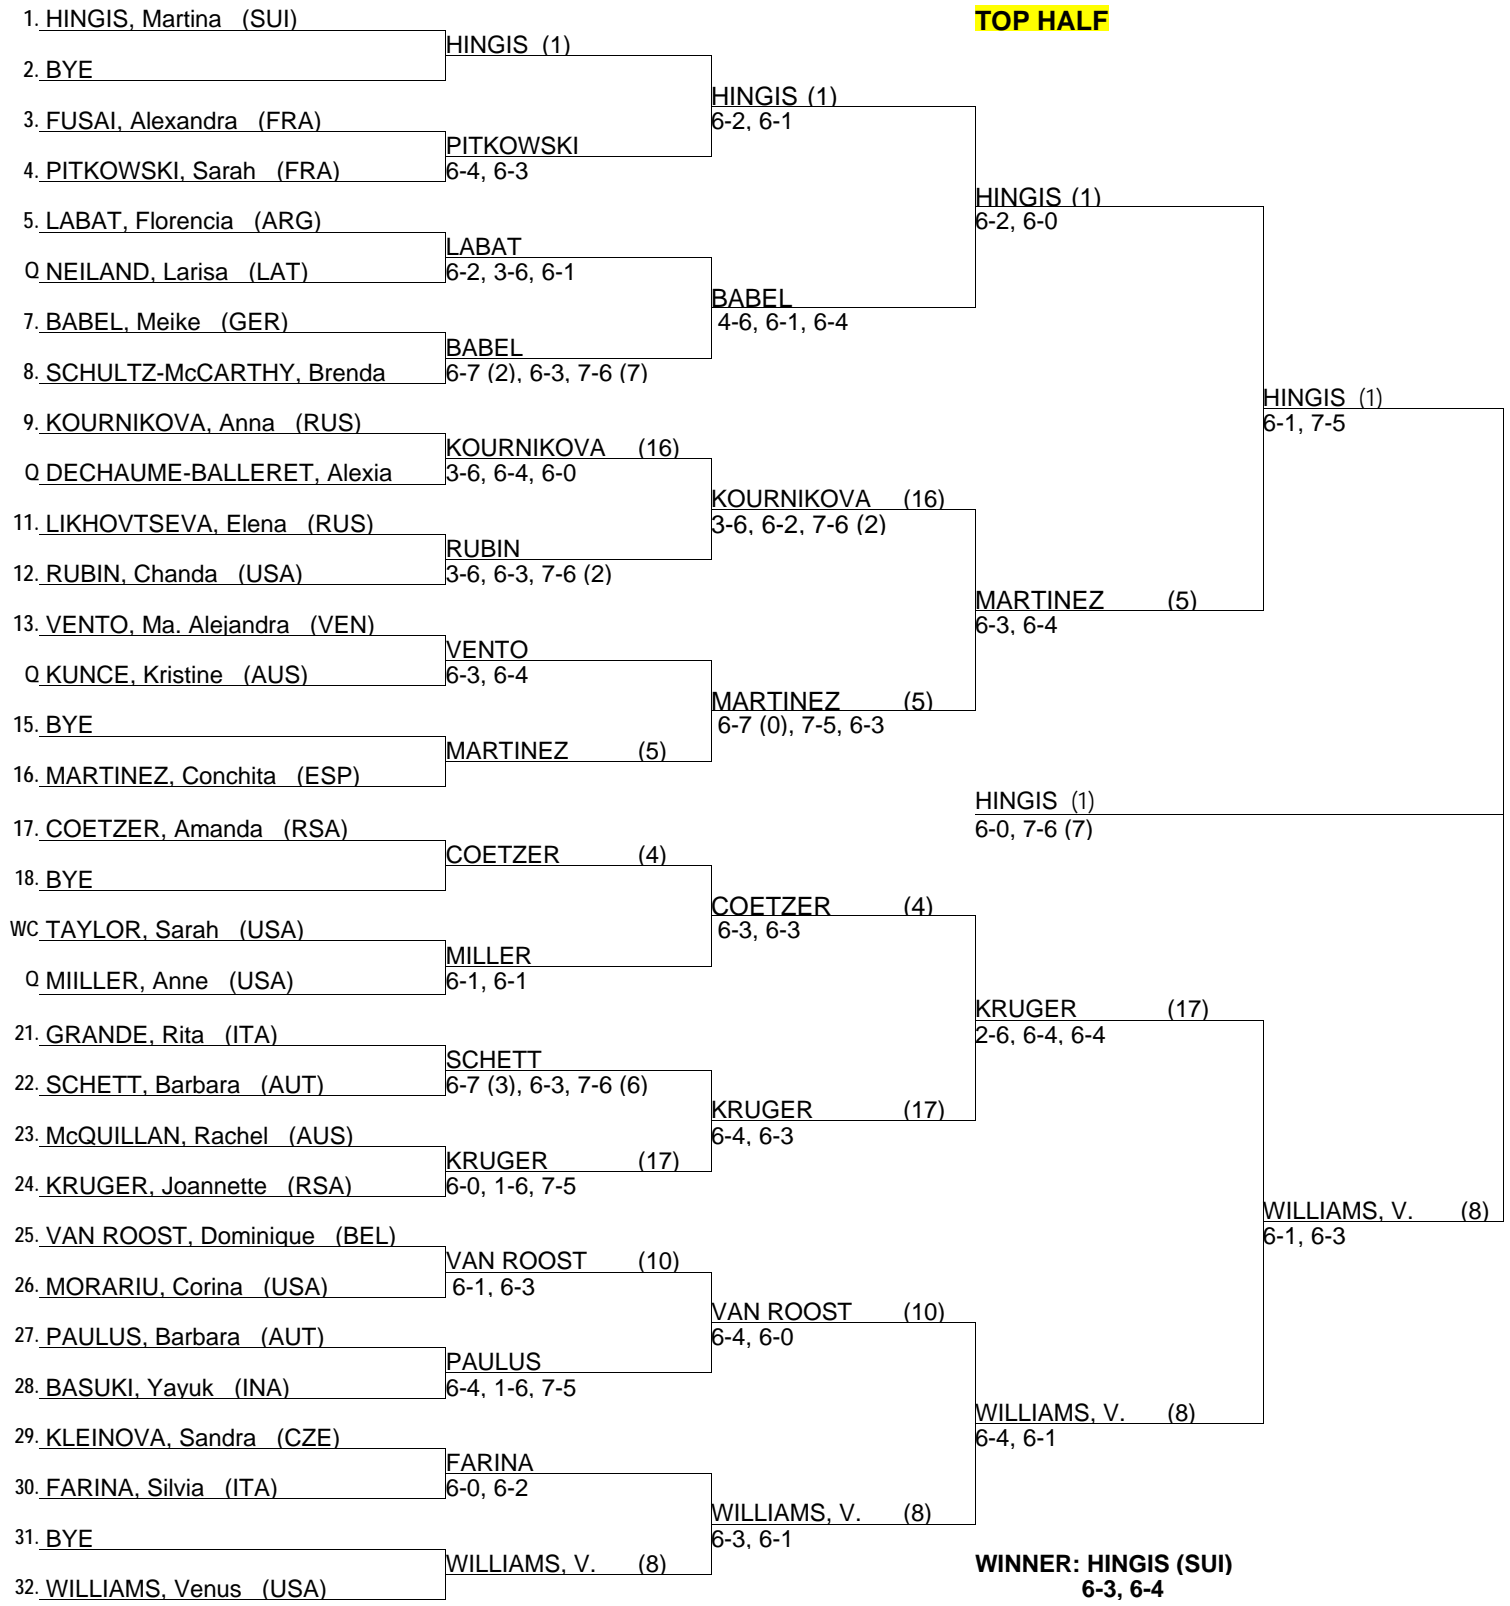 TOP HALF
1. HINGIS, Martina (SUI)
2. BYE
3. FUSAI, Alexandra (FRA)
4. PITKOWSKI, Sarah (FRA)
5. LABAT, Florencia (ARG)
Q NEILAND, Larisa (LAT)
7. BABEL, Meike (GER)
8. SCHULTZ-McCARTHY, Brenda
9. KOURNIKOVA, Anna (RUS)
Q DECHAUME-BALLERET, Alexia
11. LIKHOVTSEVA, Elena (RUS)
12. RUBIN, Chanda (USA)
13. VENTO, Ma. Alejandra (VEN)
Q KUNCE, Kristine (AUS)
15. BYE
16. MARTINEZ, Conchita (ESP)
17. COETZER, Amanda (RSA)
18. BYE
WC TAYLOR, Sarah (USA)
Q MIILLER, Anne (USA)
21. GRANDE, Rita (ITA)
22. SCHETT, Barbara (AUT)
23. McQUILLAN, Rachel (AUS)
24. KRUGER, Joannette (RSA)
25. VAN ROOST, Dominique (BEL)
26. MORARIU, Corina (USA)
27. PAULUS, Barbara (AUT)
28. BASUKI, Yayuk (INA)
29. KLEINOVA, Sandra (CZE)
30. FARINA, Silvia (ITA)
31. BYE
32. WILLIAMS, Venus (USA)
HINGIS (1)
PITKOWSKI
6-4, 6-3
LABAT
6-2, 3-6, 6-1
BABEL
6-7 (2), 6-3, 7-6 (7)
KOURNIKOVA (16)
3-6, 6-4, 6-0
RUBIN
3-6, 6-3, 7-6 (2)
VENTO
6-3, 6-4
MARTINEZ (5)
COETZER (4)
MILLER
6-1, 6-1
SCHETT
6-7 (3), 6-3, 7-6 (6)
KRUGER (17)
6-0, 1-6, 7-5
VAN ROOST (10)
6-1, 6-3
PAULUS
6-4, 1-6, 7-5
FARINA
6-0, 6-2
WILLIAMS, V. (8)
HINGIS (1)
6-2, 6-1
BABEL
4-6, 6-1, 6-4
KOURNIKOVA (16)
3-6, 6-2, 7-6 (2)
MARTINEZ (5)
6-7 (0), 7-5, 6-3
COETZER (4)
6-3, 6-3
KRUGER (17)
6-4, 6-3
VAN ROOST (10)
6-4, 6-0
WILLIAMS, V. (8)
6-3, 6-1
HINGIS (1)
6-2, 6-0
MARTINEZ (5)
6-3, 6-4
KRUGER (17)
2-6, 6-4, 6-4
WILLIAMS, V. (8)
6-4, 6-1
HINGIS (1)
6-1, 7-5
WILLIAMS, V. (8)
6-1, 6-3
HINGIS (1)
6-0, 7-6 (7)
WINNER: HINGIS (SUI)
6-3, 6-4